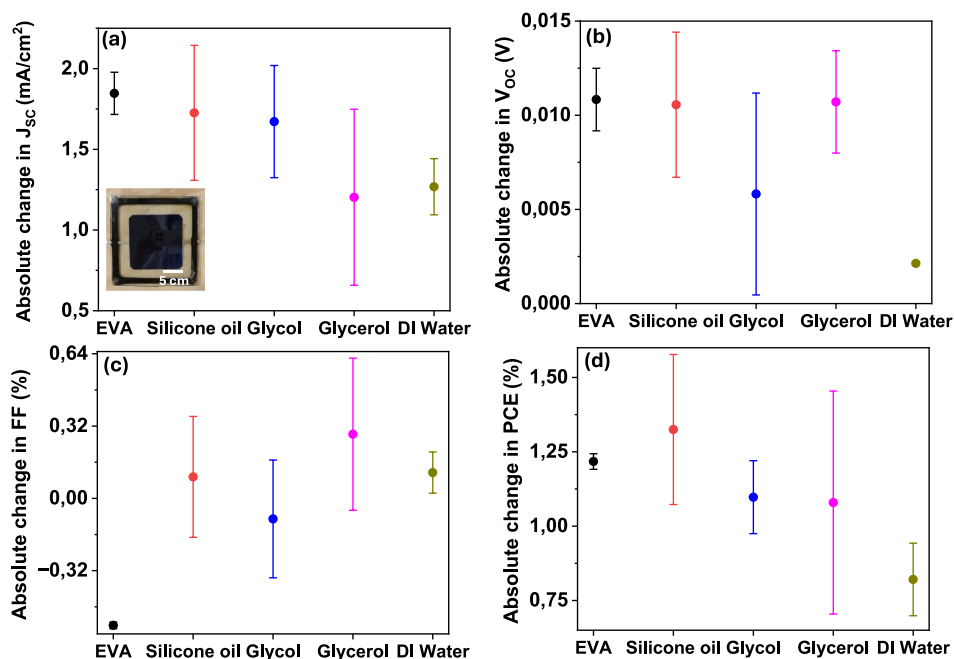 (a)
Absolute change in J_SC (mA/cm²)
2,0
1,5
1,0
0,5
5 cm
EVA Silicone oil Glycol Glycerol DI Water
(b)
Absolute change in V_OC (V)
0,015
0,010
0,005
0,000
EVA Silicone oil Glycol Glycerol DI Water
(c)
Absolute change in FF (%)
0,64
0,32
0,00
−0,32
EVA Silicone oil Glycol Glycerol DI Water
(d)
Absolute change in PCE (%)
1,50
1,25
1,00
0,75
EVA Silicone oil Glycol Glycerol DI Water